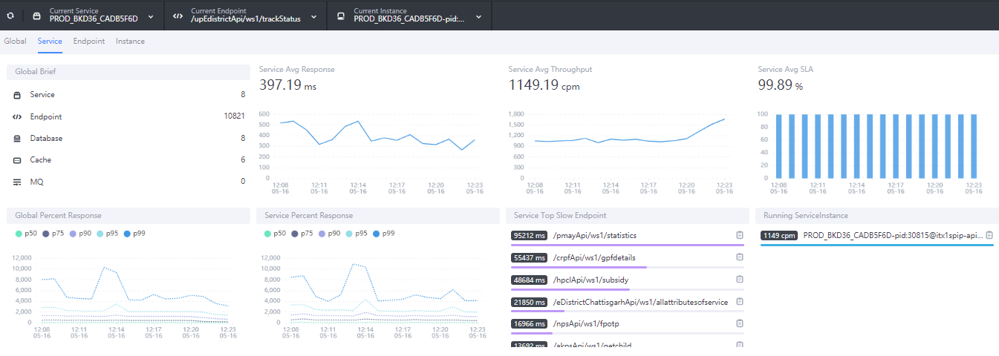 Current Service
PROD_BKD36_CADB5F6D
Current Endpoint
/upEdistrictApi/ws1/trackStatus
Current Instance
PROD_BKD36_CADB5F6D-pid:...
Global Service Endpoint Instance
Global Brief
Service 8
Endpoint 10821
Database 8
Cache 6
MQ 0
Service Avg Response
397.19 ms
600
500
400
300
200
100
0
12:08 12:11 12:14 12:17 12:20 12:23
05-16 05-16 05-16 05-16 05-16 05-16
Service Avg Throughput
1149.19 cpm
1,800
1,500
1,200
900
600
300
0
12:08 12:11 12:14 12:17 12:20 12:23
05-16 05-16 05-16 05-16 05-16 05-16
Service Avg SLA
99.89 %
100
80
60
40
20
0
12:08 12:11 12:14 12:17 12:20 12:23
05-16 05-16 05-16 05-16 05-16 05-16
Global Percent Response
p50 p75 p90 p95 p99
12,000
10,000
8,000
6,000
4,000
2,000
0
12:08 12:11 12:14 12:17 12:20 12:23
05-16 05-16 05-16 05-16 05-16 05-16
Service Percent Response
p50 p75 p90 p95 p99
12,000
10,000
8,000
6,000
4,000
2,000
0
12:08 12:11 12:14 12:17 12:20 12:23
05-16 05-16 05-16 05-16 05-16 05-16
Service Top Slow Endpoint
95212 ms /pmayApi/ws1/statistics
55437 ms /crpfApi/ws1/gpfdetails
48684 ms /hpclApi/ws1/subsidy
21850 ms /eDistrictChattisgarhApi/ws1/allattributesofservice
16966 ms /npsApi/ws1/fpotp
13692 ms /akpsApi/ws1/getchild
Running ServiceInstance
1149 cpm PROD_BKD36_CADB5F6D-pid:30815@itx1spip-api...